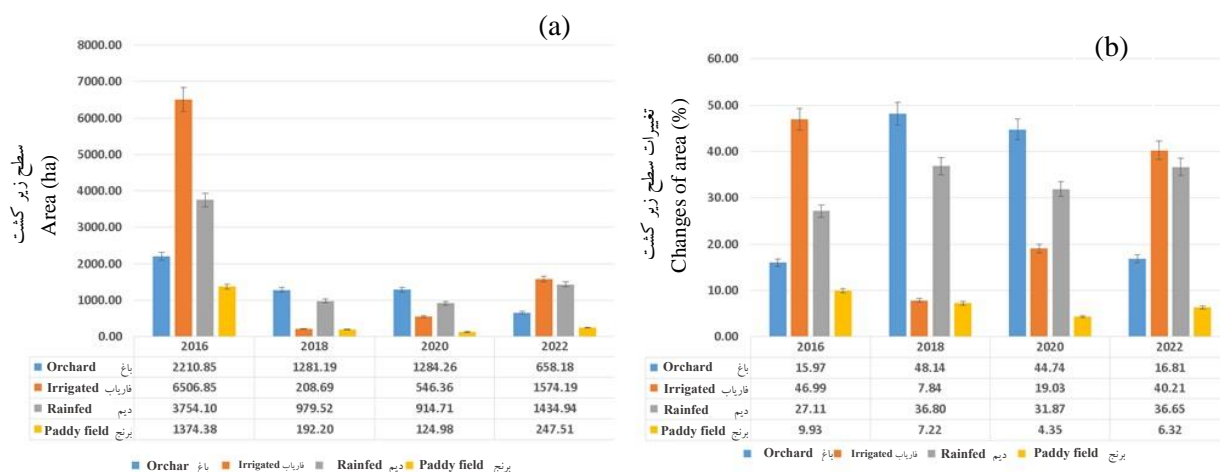 (a)
سطح زیر کشت
Area (ha)
8000.00
7000.00
6000.00
5000.00
4000.00
3000.00
2000.00
1000.00
0.00
2016 2018 2020 2022
Orchard باغ 2210.85 1281.19 1284.26 658.18
Irrigated فاریاب 6506.85 208.69 546.36 1574.19
Rainfed دیم 3754.10 979.52 914.71 1434.94
Paddy field برنج 1374.38 192.20 124.98 247.51
Orchar باغ Irrigated فاریاب Rainfed دیم Paddy field برنج
(b)
تغییرات سطح زیر کشت
Changes of area (%)
60.00
50.00
40.00
30.00
20.00
10.00
0.00
2016 2018 2020 2022
Orchard باغ 15.97 48.14 44.74 16.81
Irrigated فاریاب 46.99 7.84 19.03 40.21
Rainfed دیم 27.11 36.80 31.87 36.65
Paddy field برنج 9.93 7.22 4.35 6.32
Orchard باغ Irrigated فاریاب Rainfed دیم Paddy field برنج